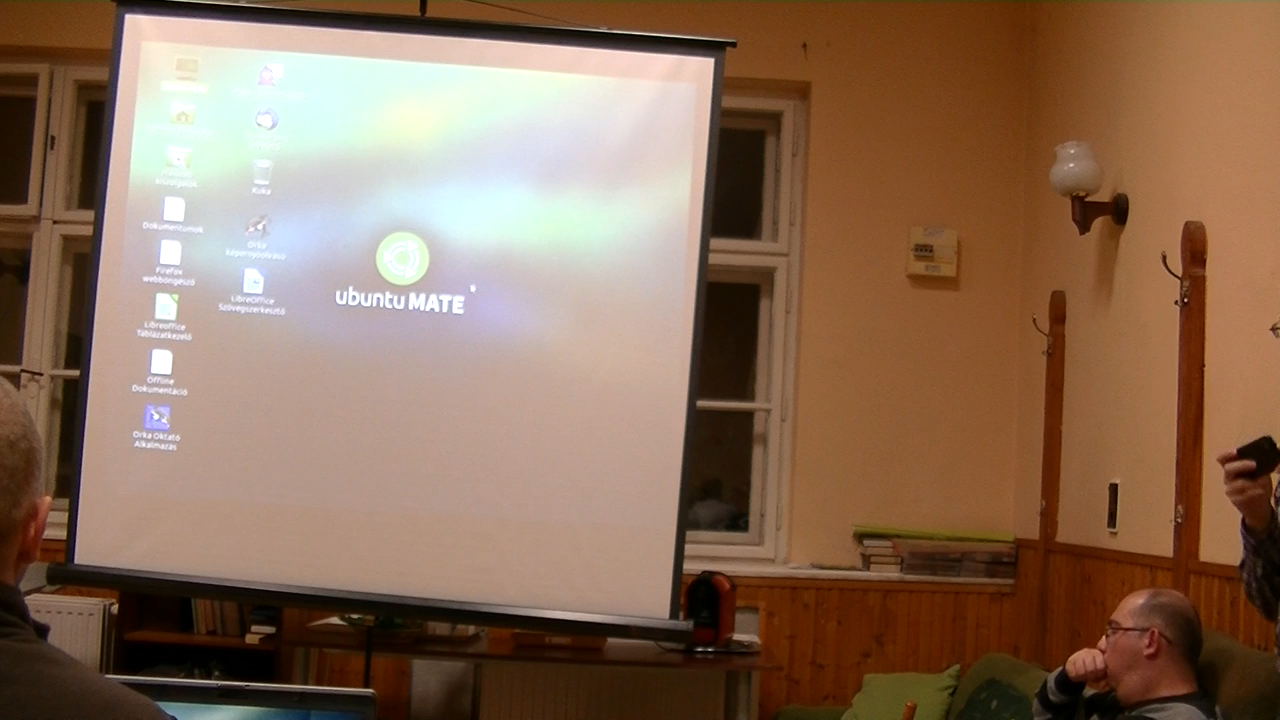 Dokumentumok
Firefox
webböngésző
Libreoffice
Táblázatkezelő
Offline
Dokumentáció
Orka Oktató
Alkalmazás
Kuka
Orka
képernyőolvasó
LibreOffice
Szövegszerkesztő
ubuntu MATE